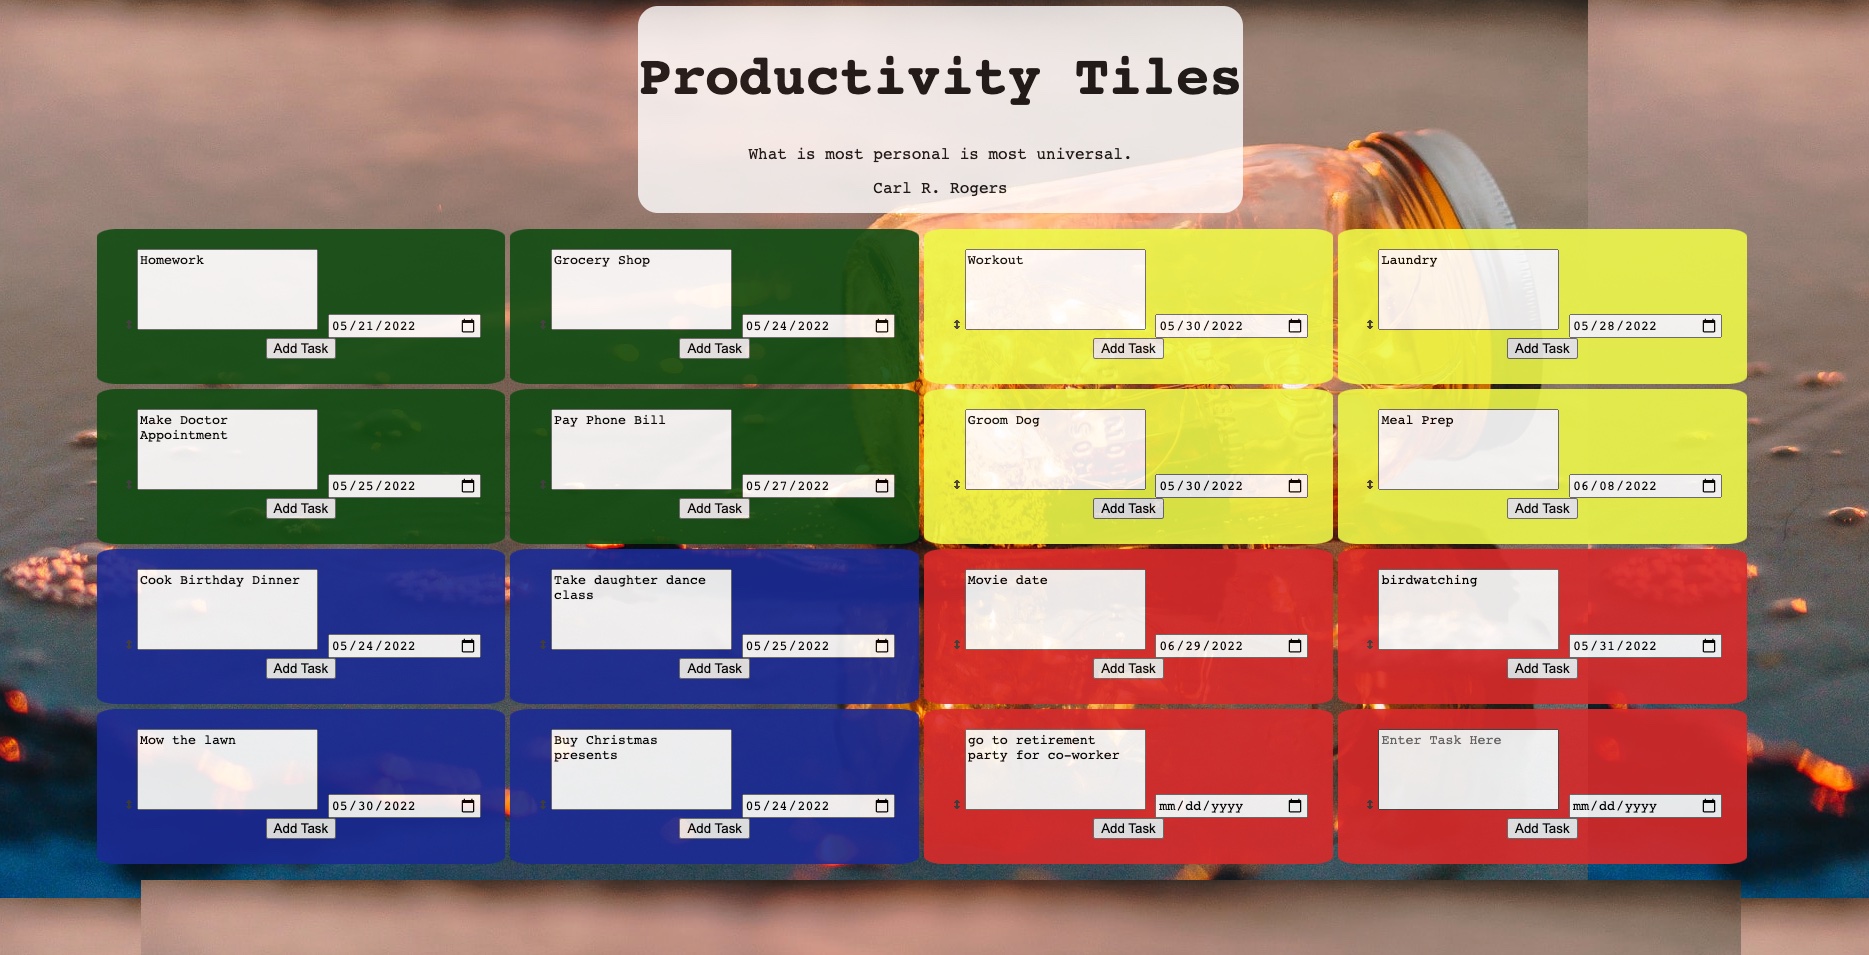 Productivity Tiles
What is most personal is most universal.
Carl R. Rogers
Homework
05/21/2022
Add Task
Grocery Shop
05/24/2022
Add Task
Workout
05/30/2022
Add Task
Laundry
05/28/2022
Add Task
Make Doctor
Appointment
05/25/2022
Add Task
Pay Phone Bill
05/27/2022
Add Task
Groom Dog
05/30/2022
Add Task
Meal Prep
06/08/2022
Add Task
Cook Birthday Dinner
05/24/2022
Add Task
Take daughter dance
class
05/25/2022
Add Task
Movie date
06/29/2022
Add Task
birdwatching
05/31/2022
Add Task
Mow the lawn
05/30/2022
Add Task
Buy Christmas
presents
05/24/2022
Add Task
go to retirement
party for co-worker
mm/dd/yyyy
Add Task
Enter Task Here
mm/dd/yyyy
Add Task